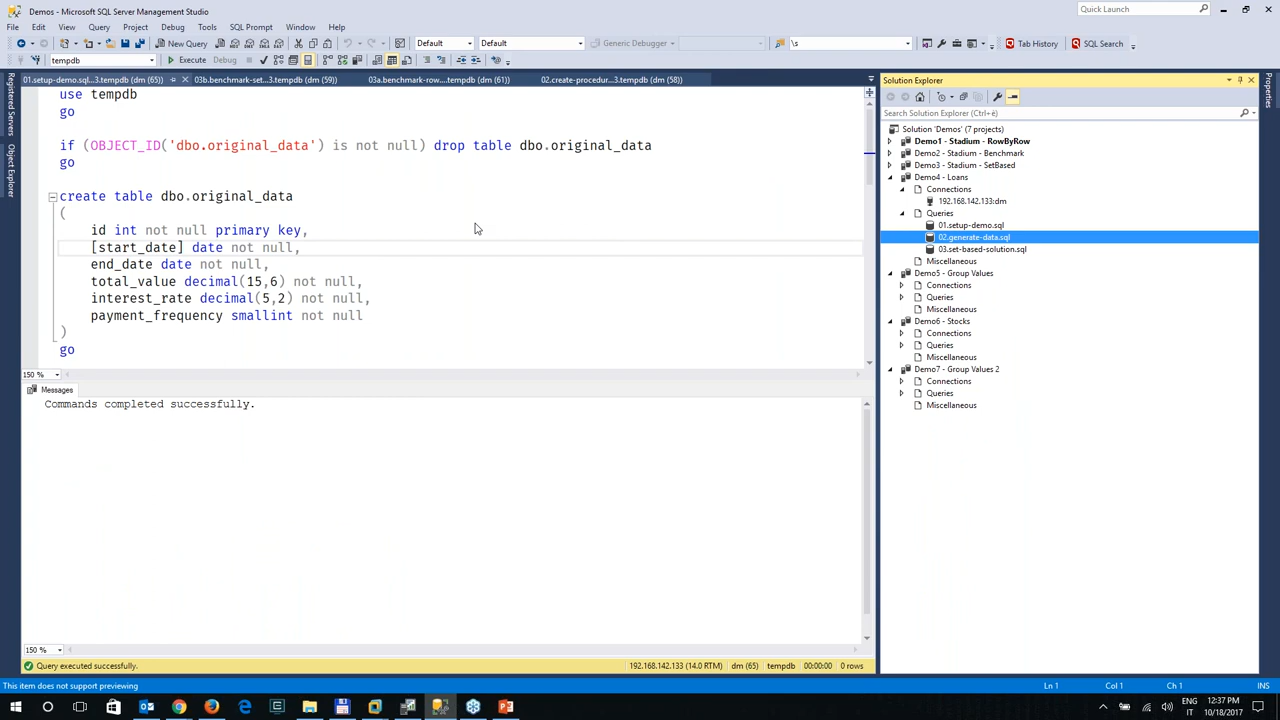 Demos - Microsoft SQL Server Management Studio
Quick Launch
File Edit View Query Project Debug Tools SQL Prompt Window Help
New Query Default Default Generic Debugger \s Tab History SQL Search
tempdb Execute
01.setup-demo.sql...3.tempdb (dm (65)) 03b.benchmark-set...3.tempdb (dm (59)) 03a.benchmark-row....tempdb (dm (61)) 02.create-procedur...3.tempdb (dm (58))
Registered Servers
Object Explorer
use tempdb
go
if (OBJECT_ID('dbo.original_data') is not null) drop table dbo.original_data
go
create table dbo.original_data
(
id int not null primary key,
[start_date] date not null,
end_date date not null,
total_value decimal(15,6) not null,
interest_rate decimal(5,2) not null,
payment_frequency smallint not null
)
go
150 %
Messages
Commands completed successfully.
150 %
Query executed successfully. 192.168.142.133 (14.0 RTM) dm (65) tempdb 00:00:00 0 rows
Solution Explorer
Search Solution Explorer (Ctrl+è)
Solution 'Demos' (7 projects)
Demo1 - Stadium - RowByRow
Demo2 - Stadium - Benchmark
Demo3 - Stadium - SetBased
Demo4 - Loans
Connections
192.168.142.133:dm
Queries
01.setup-demo.sql
02.generate-data.sql
03.set-based-solution.sql
Miscellaneous
Demo5 - Group Values
Connections
Queries
Miscellaneous
Demo6 - Stocks
Connections
Queries
Miscellaneous
Demo7 - Group Values 2
Connections
Queries
Miscellaneous
Properties
This item does not support previewing Ln 1 Col 1 Ch 1 INS
ENG
IT
12:37 PM
10/18/2017